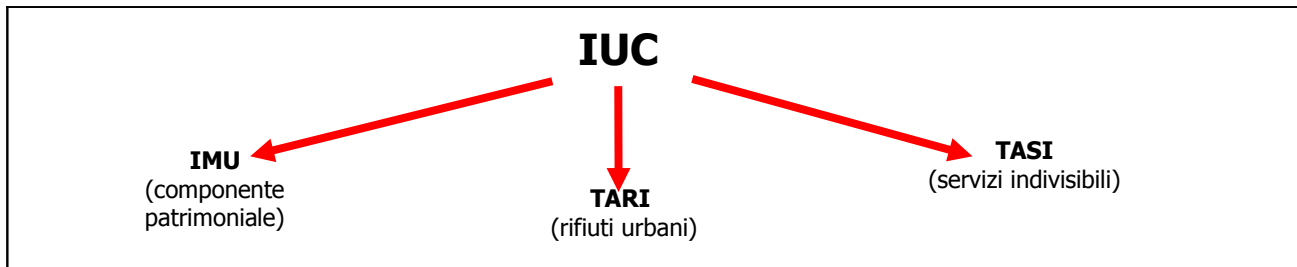 IUC
IMU
(componente
patrimoniale)
TARI
(rifiuti urbani)
TASI
(servizi indivisibili)